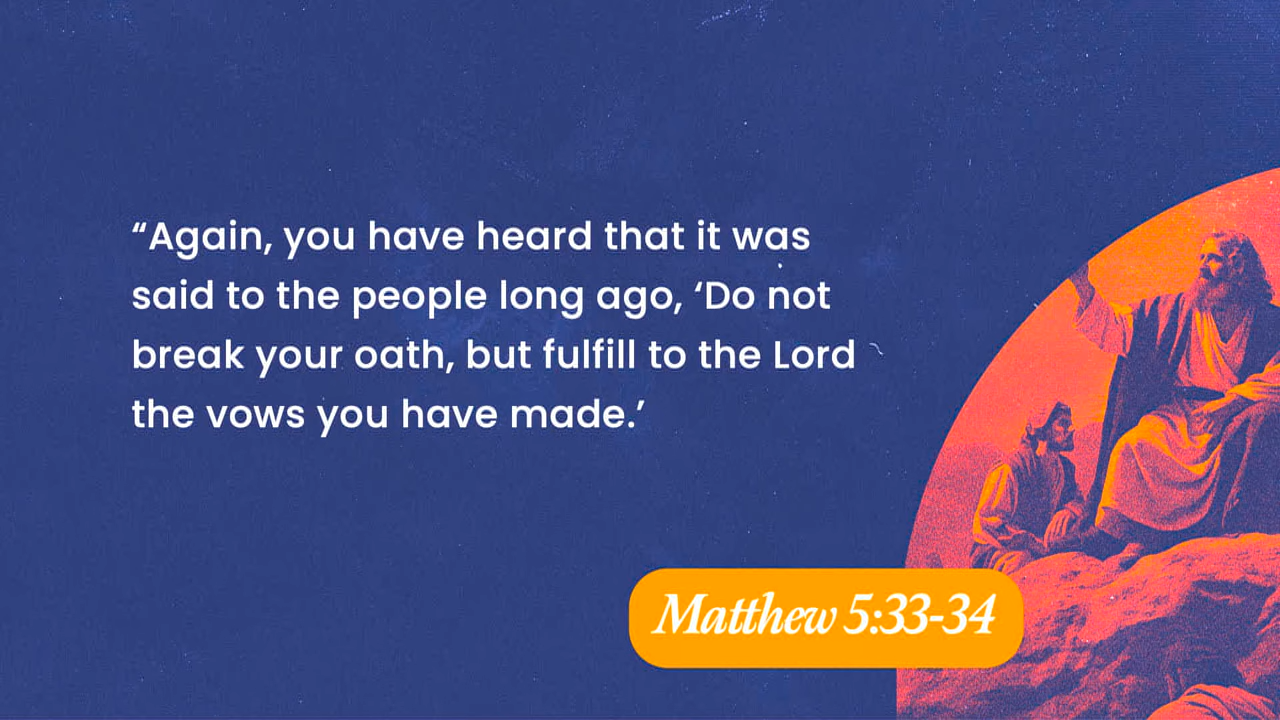 “Again, you have heard that it was
said to the people long ago, ‘Do not
break your oath, but fulfill to the Lord
the vows you have made.’
Matthew 5:33-34